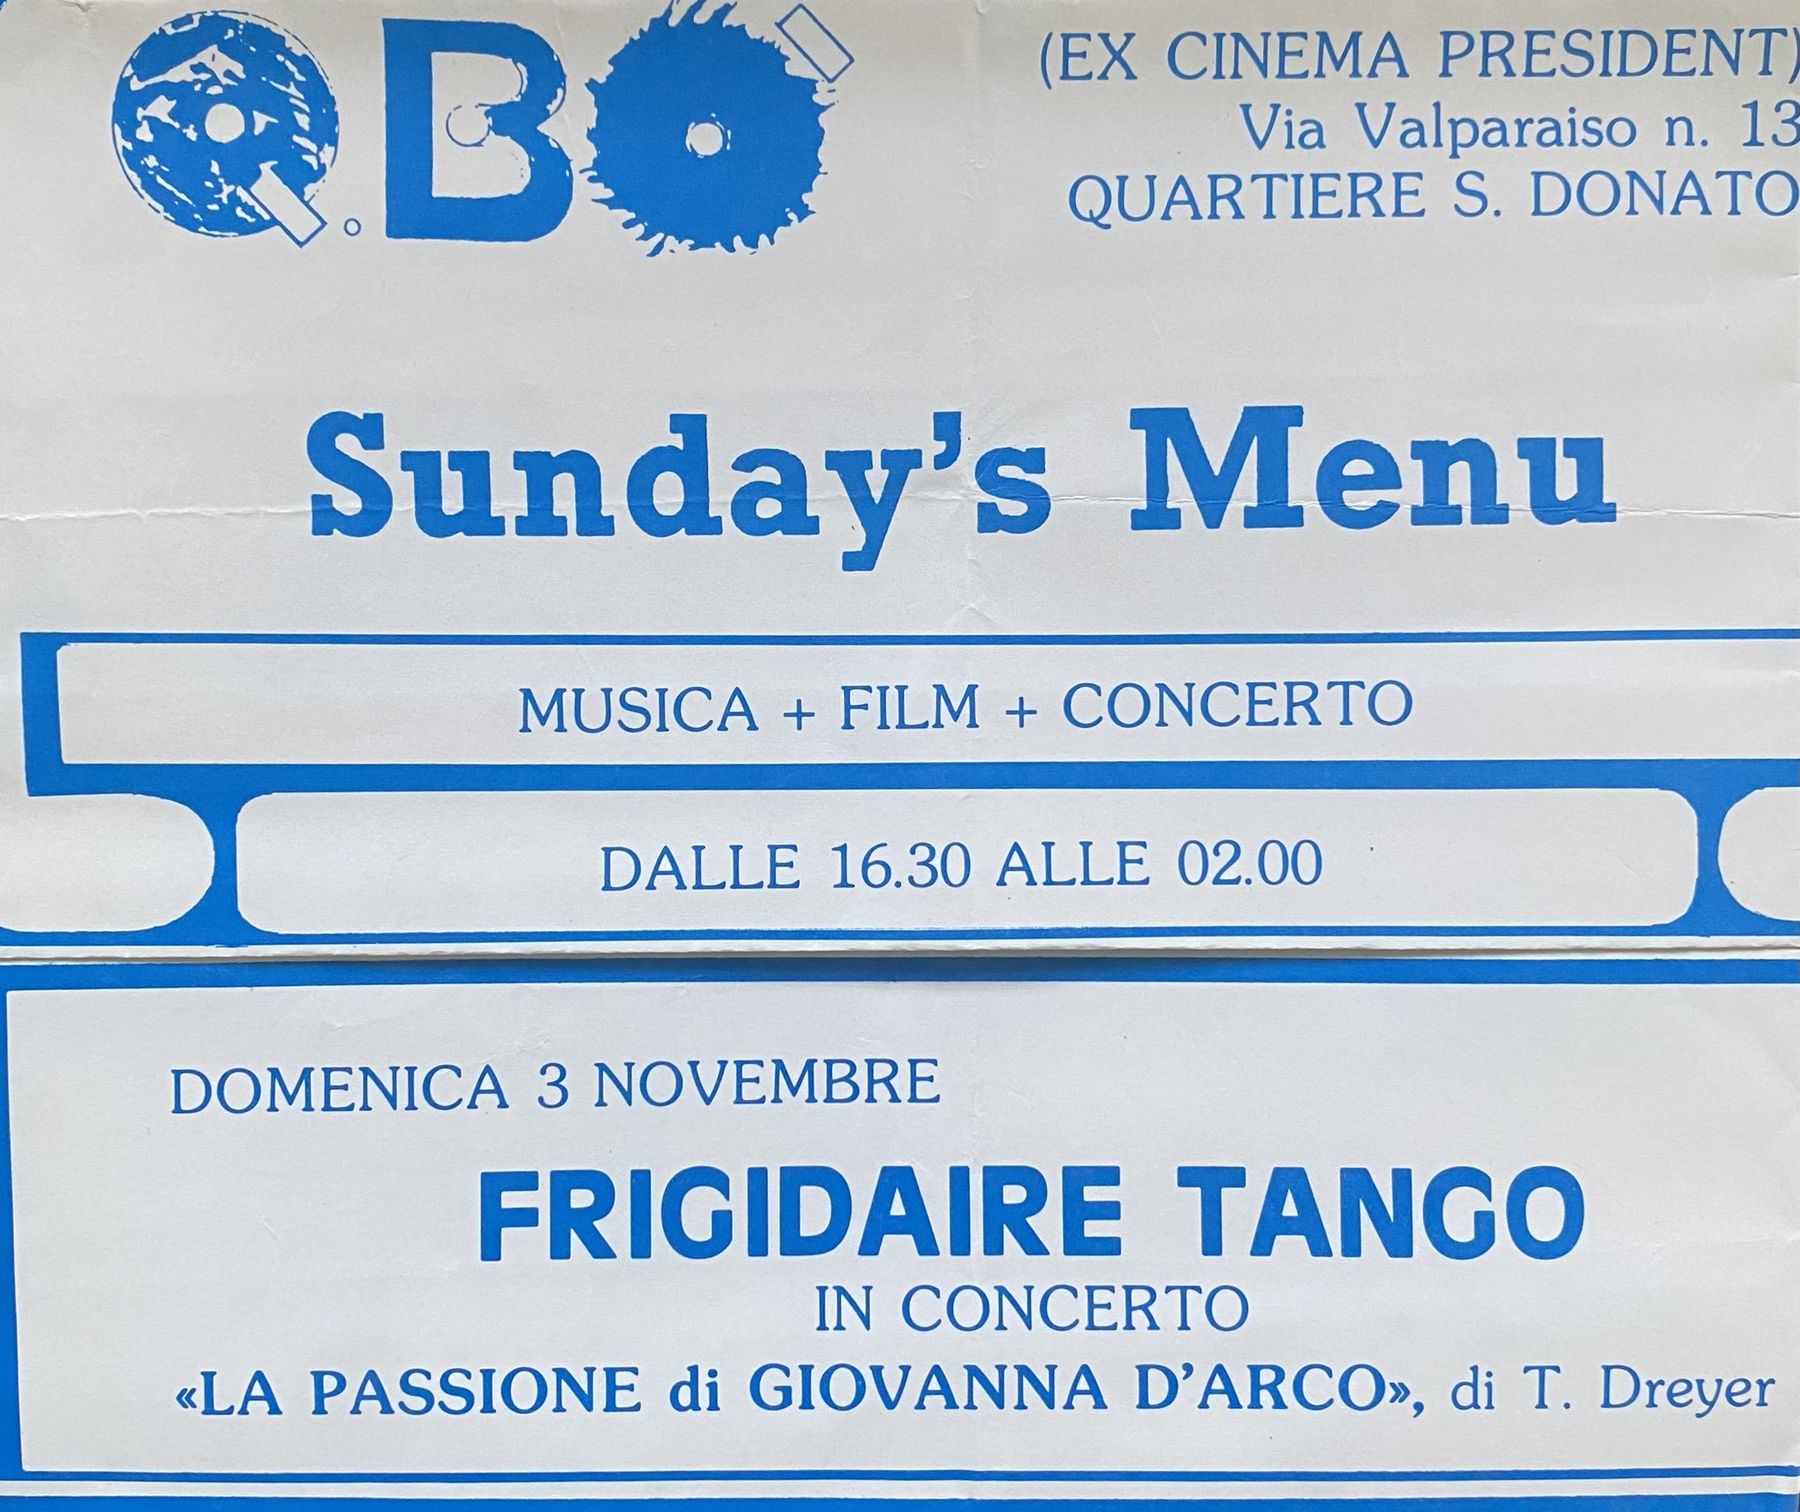 Q.BO'
(EX CINEMA PRESIDENT)
Via Valparaiso n. 13
QUARTIERE S. DONATO
Sunday's Menu
MUSICA + FILM + CONCERTO
DALLE 16.30 ALLE 02.00
DOMENICA 3 NOVEMBRE
FRIGIDAIRE TANGO
IN CONCERTO
«LA PASSIONE di GIOVANNA D'ARCO», di T. Dreyer